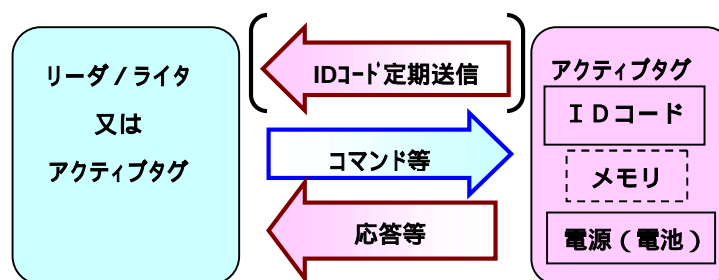 リーダ/ライタ
又は
アクティブタグ
IDコード定期送信
コマンド等
応答等
アクティブタグ
IDコード
メモリ
電源(電池)